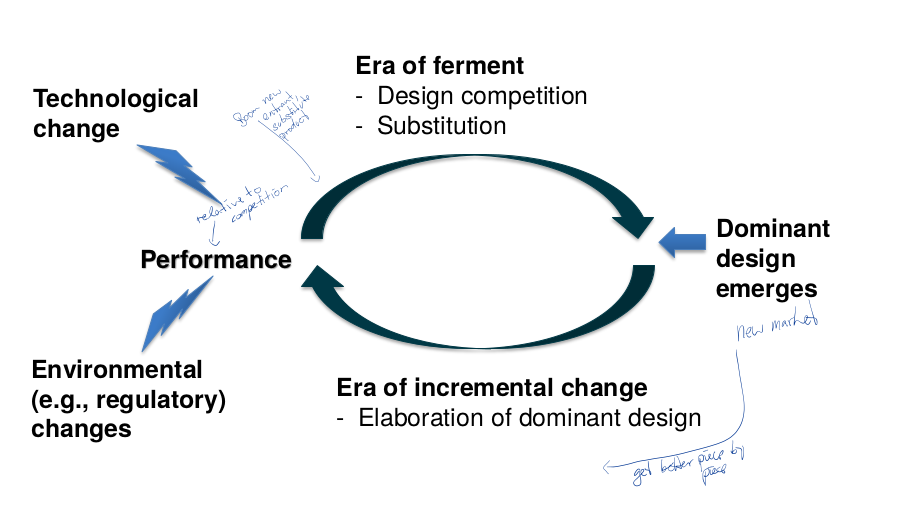 Era of ferment
- Design competition
- Substitution
Technological
change
new
entrant,
substitute
product
relative to
competition
Performance
Dominant
design
emerges
new market
Environmental
(e.g., regulatory)
changes
Era of incremental change
- Elaboration of dominant design
get better piece by
piece